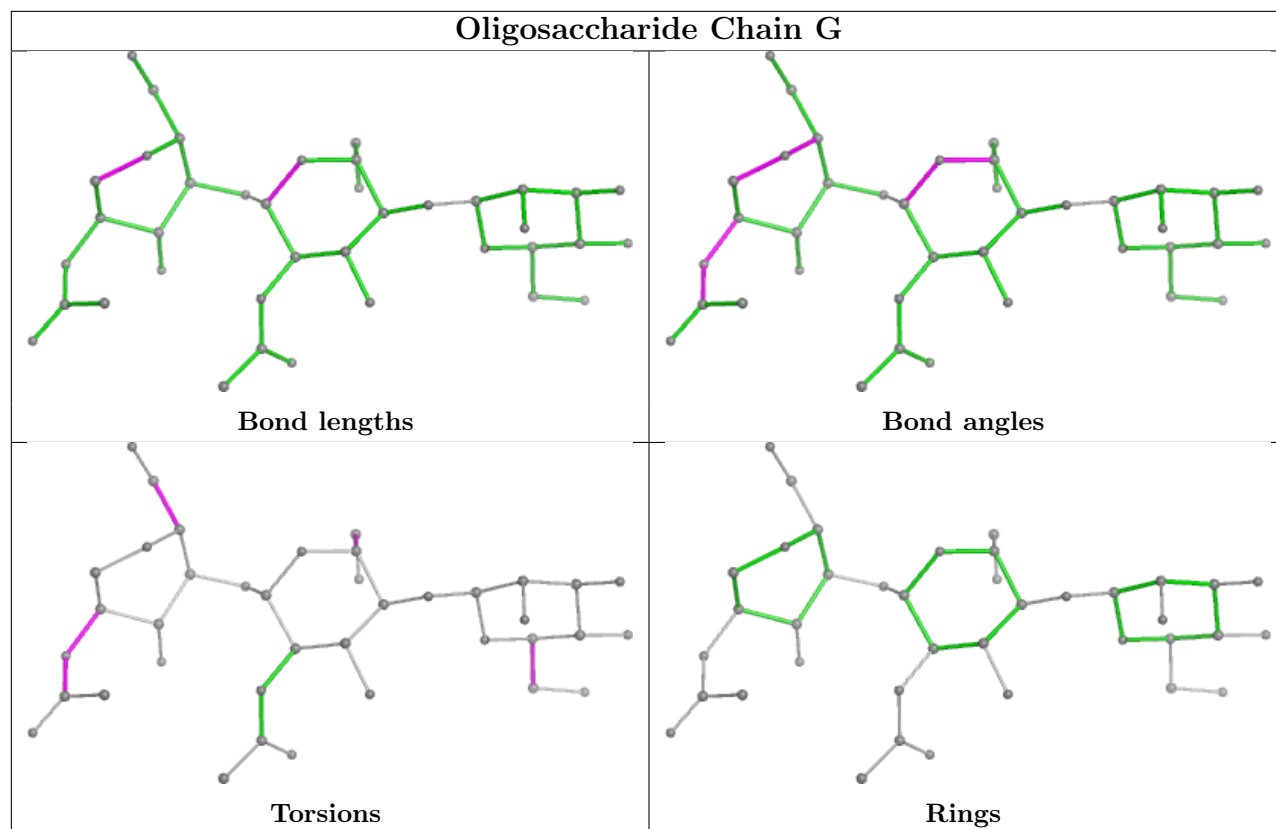 Oligosaccharide Chain G
Bond lengths
Bond angles
Torsions
Rings